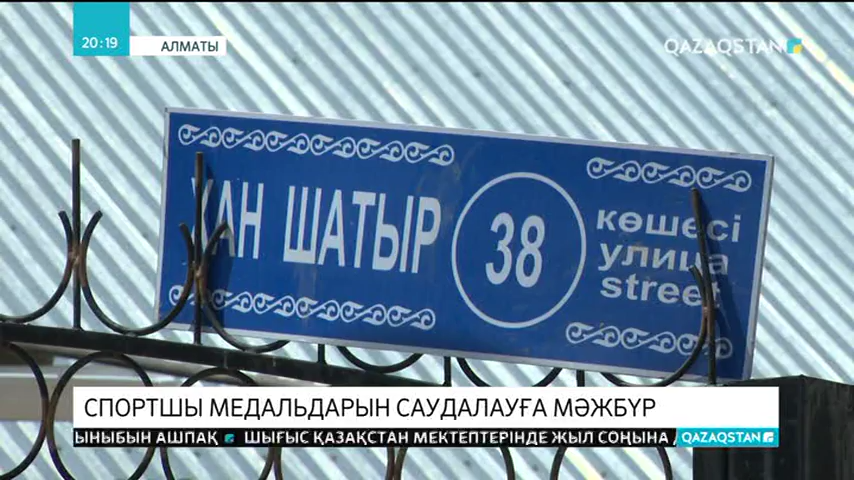 20:19
АЛМАТЫ
QAZAQSTAN
ХАН ШАТЫР
38
көшесі
улица
street
СПОРТШЫ МЕДАЛЬДАРЫН САУДАЛАУҒА МӘЖБҮР
ЫНЫБЫН АШПАҚ ШЫҒЫС ҚАЗАҚСТАН МЕКТЕПТЕРІНДЕ ЖЫЛ СОҢЫНА
QAZAQSTAN